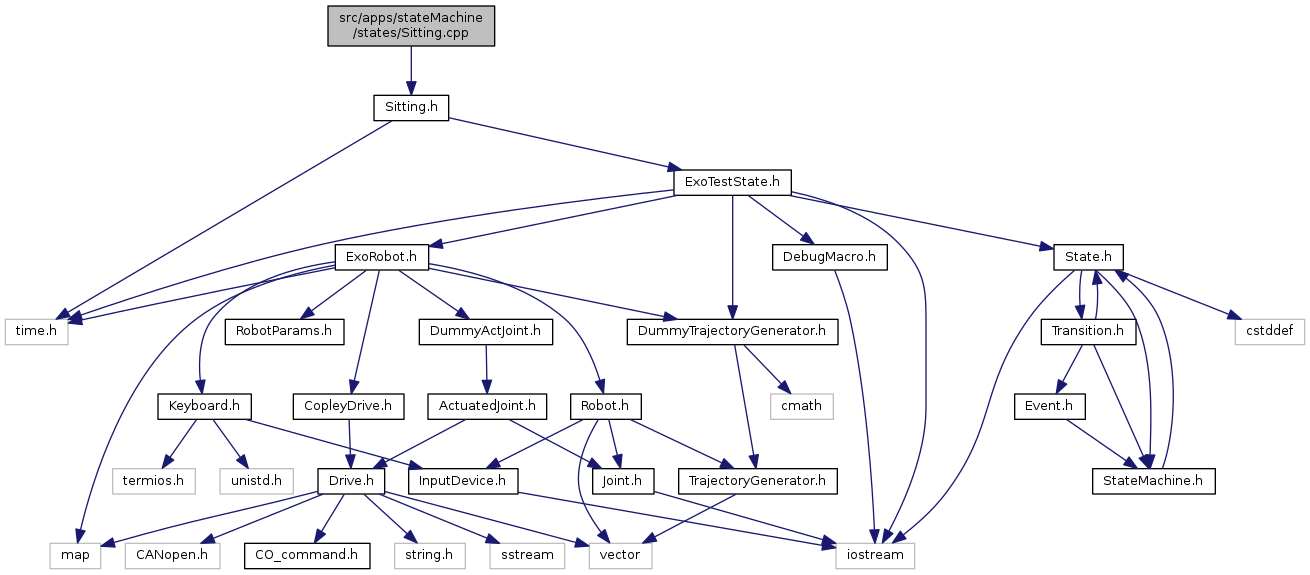 src/apps/stateMachine
/states/Sitting.cpp
Sitting.h
ExoTestState.h
ExoRobot.h
DebugMacro.h
State.h
time.h
RobotParams.h
DummyActJoint.h
DummyTrajectoryGenerator.h
Transition.h
cstddef
Keyboard.h
CopleyDrive.h
ActuatedJoint.h
Robot.h
cmath
Event.h
termios.h
unistd.h
Drive.h
InputDevice.h
Joint.h
TrajectoryGenerator.h
StateMachine.h
map
CANopen.h
CO_command.h
string.h
sstream
vector
iostream